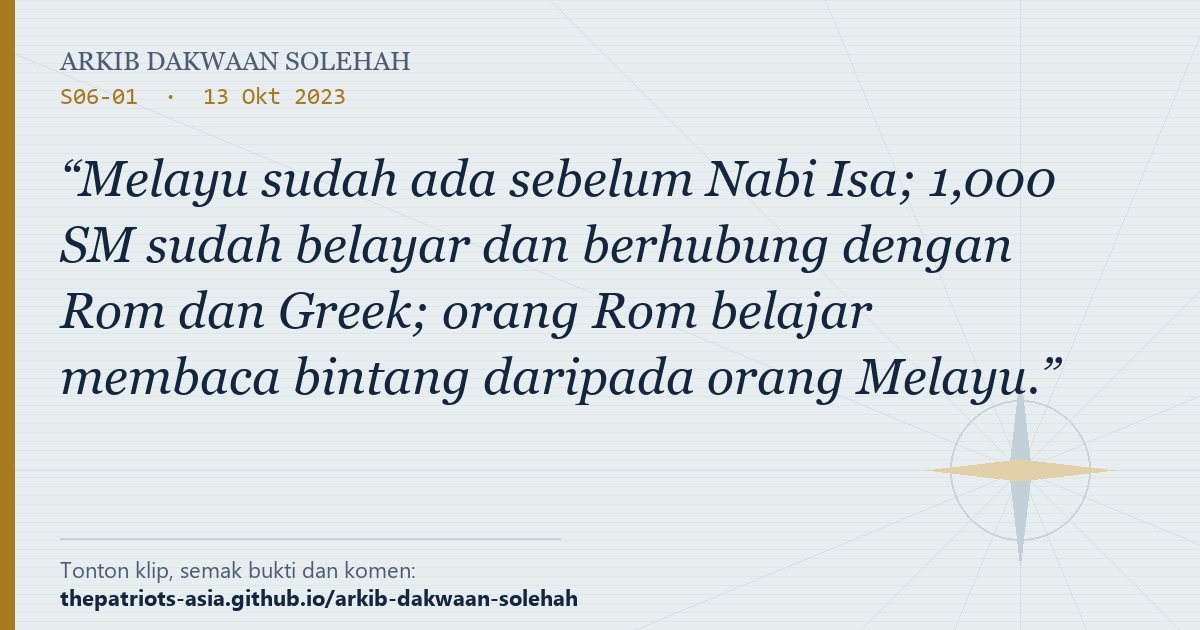 ARKIB DAKWAAN SOLEHAH
S06-01 · 13 Okt 2023
“Melayu sudah ada sebelum Nabi Isa; 1,000
SM sudah belayar dan berhubung dengan
Rom dan Greek; orang Rom belajar
membaca bintang daripada orang Melayu.”
Tonton klip, semak bukti dan komen:
thepatriots-asia.github.io/arkib-dakwaan-solehah